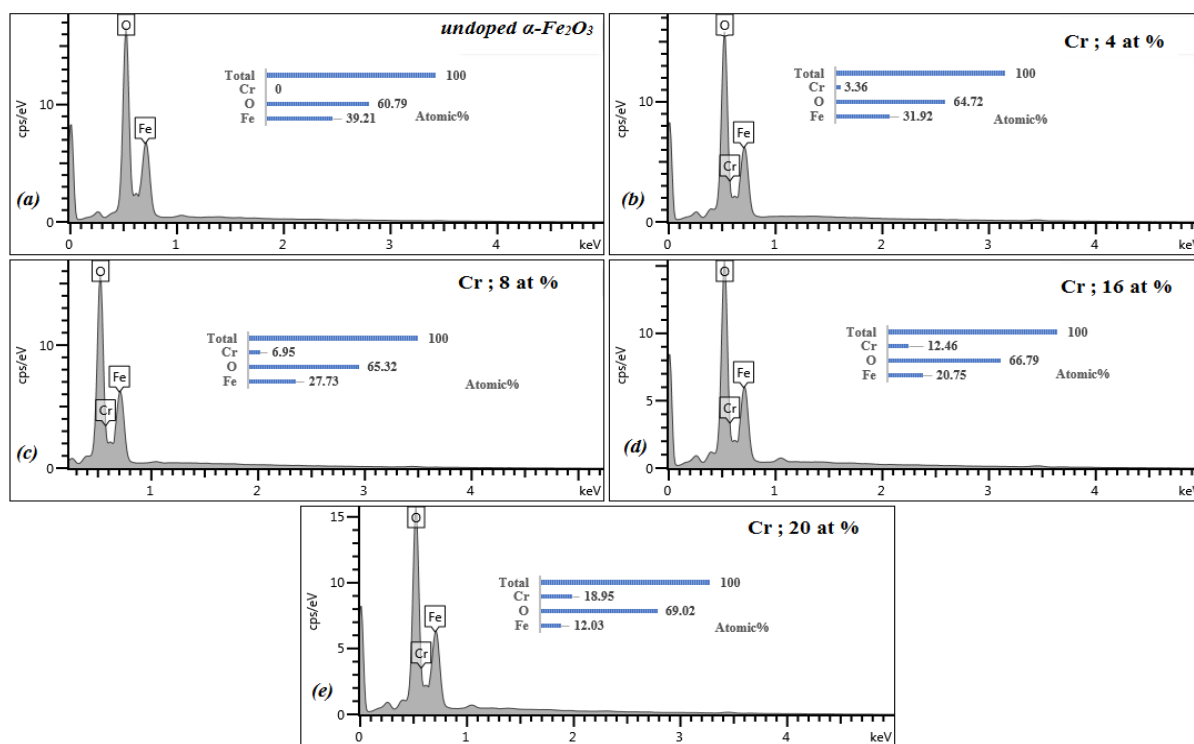 undoped α-Fe₂O₃
O
Fe
Total 100
Cr 0
O 60.79
Fe 39.21
Atomic%
cps/eV
10
0
(a)
0 1 2 3 4 keV
Cr ; 4 at %
O
Fe
Cr
Total 100
Cr 3.36
O 64.72
Fe 31.92
Atomic%
cps/eV
10
0
(b)
0 1 2 3 4 keV
Cr ; 8 at %
O
Fe
Cr
Total 100
Cr 6.95
O 65.32
Fe 27.73
Atomic%
cps/eV
10
0
(c)
1 2 3 4 5 keV
Cr ; 16 at %
O
Fe
Cr
Total 100
Cr 12.46
O 66.79
Fe 20.75
Atomic%
cps/eV
10
5
0
(d)
0 1 2 3 4 keV
Cr ; 20 at %
O
Fe
Cr
Total 100
Cr 18.95
O 69.02
Fe 12.03
Atomic%
cps/eV
15
10
5
0
(e)
0 1 2 3 4 keV